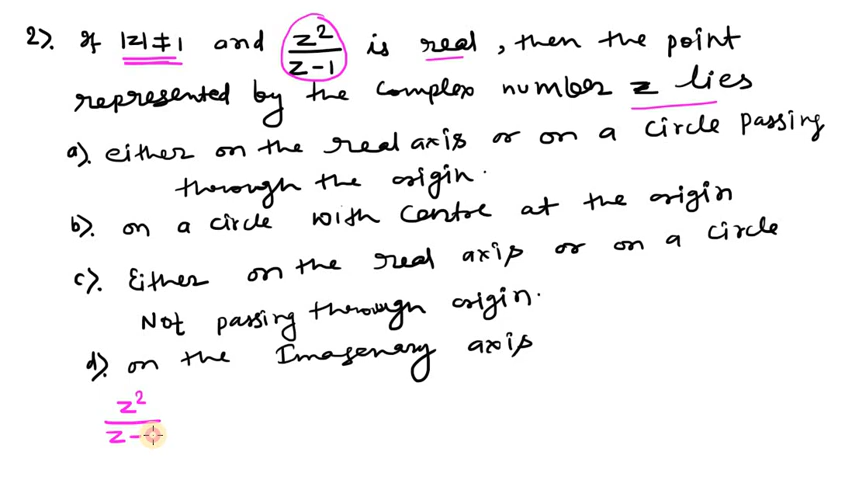 2). If |z| ≠ 1 and z²/(z-1) is real, then the point
represented by the complex number z lies
a). either on the real axis or on a circle passing
through the origin.
b). on a circle with centre at the origin
c). Either on the real axis or on a circle
Not passing through origin.
d). on the Imagenary axis
z²/(z-